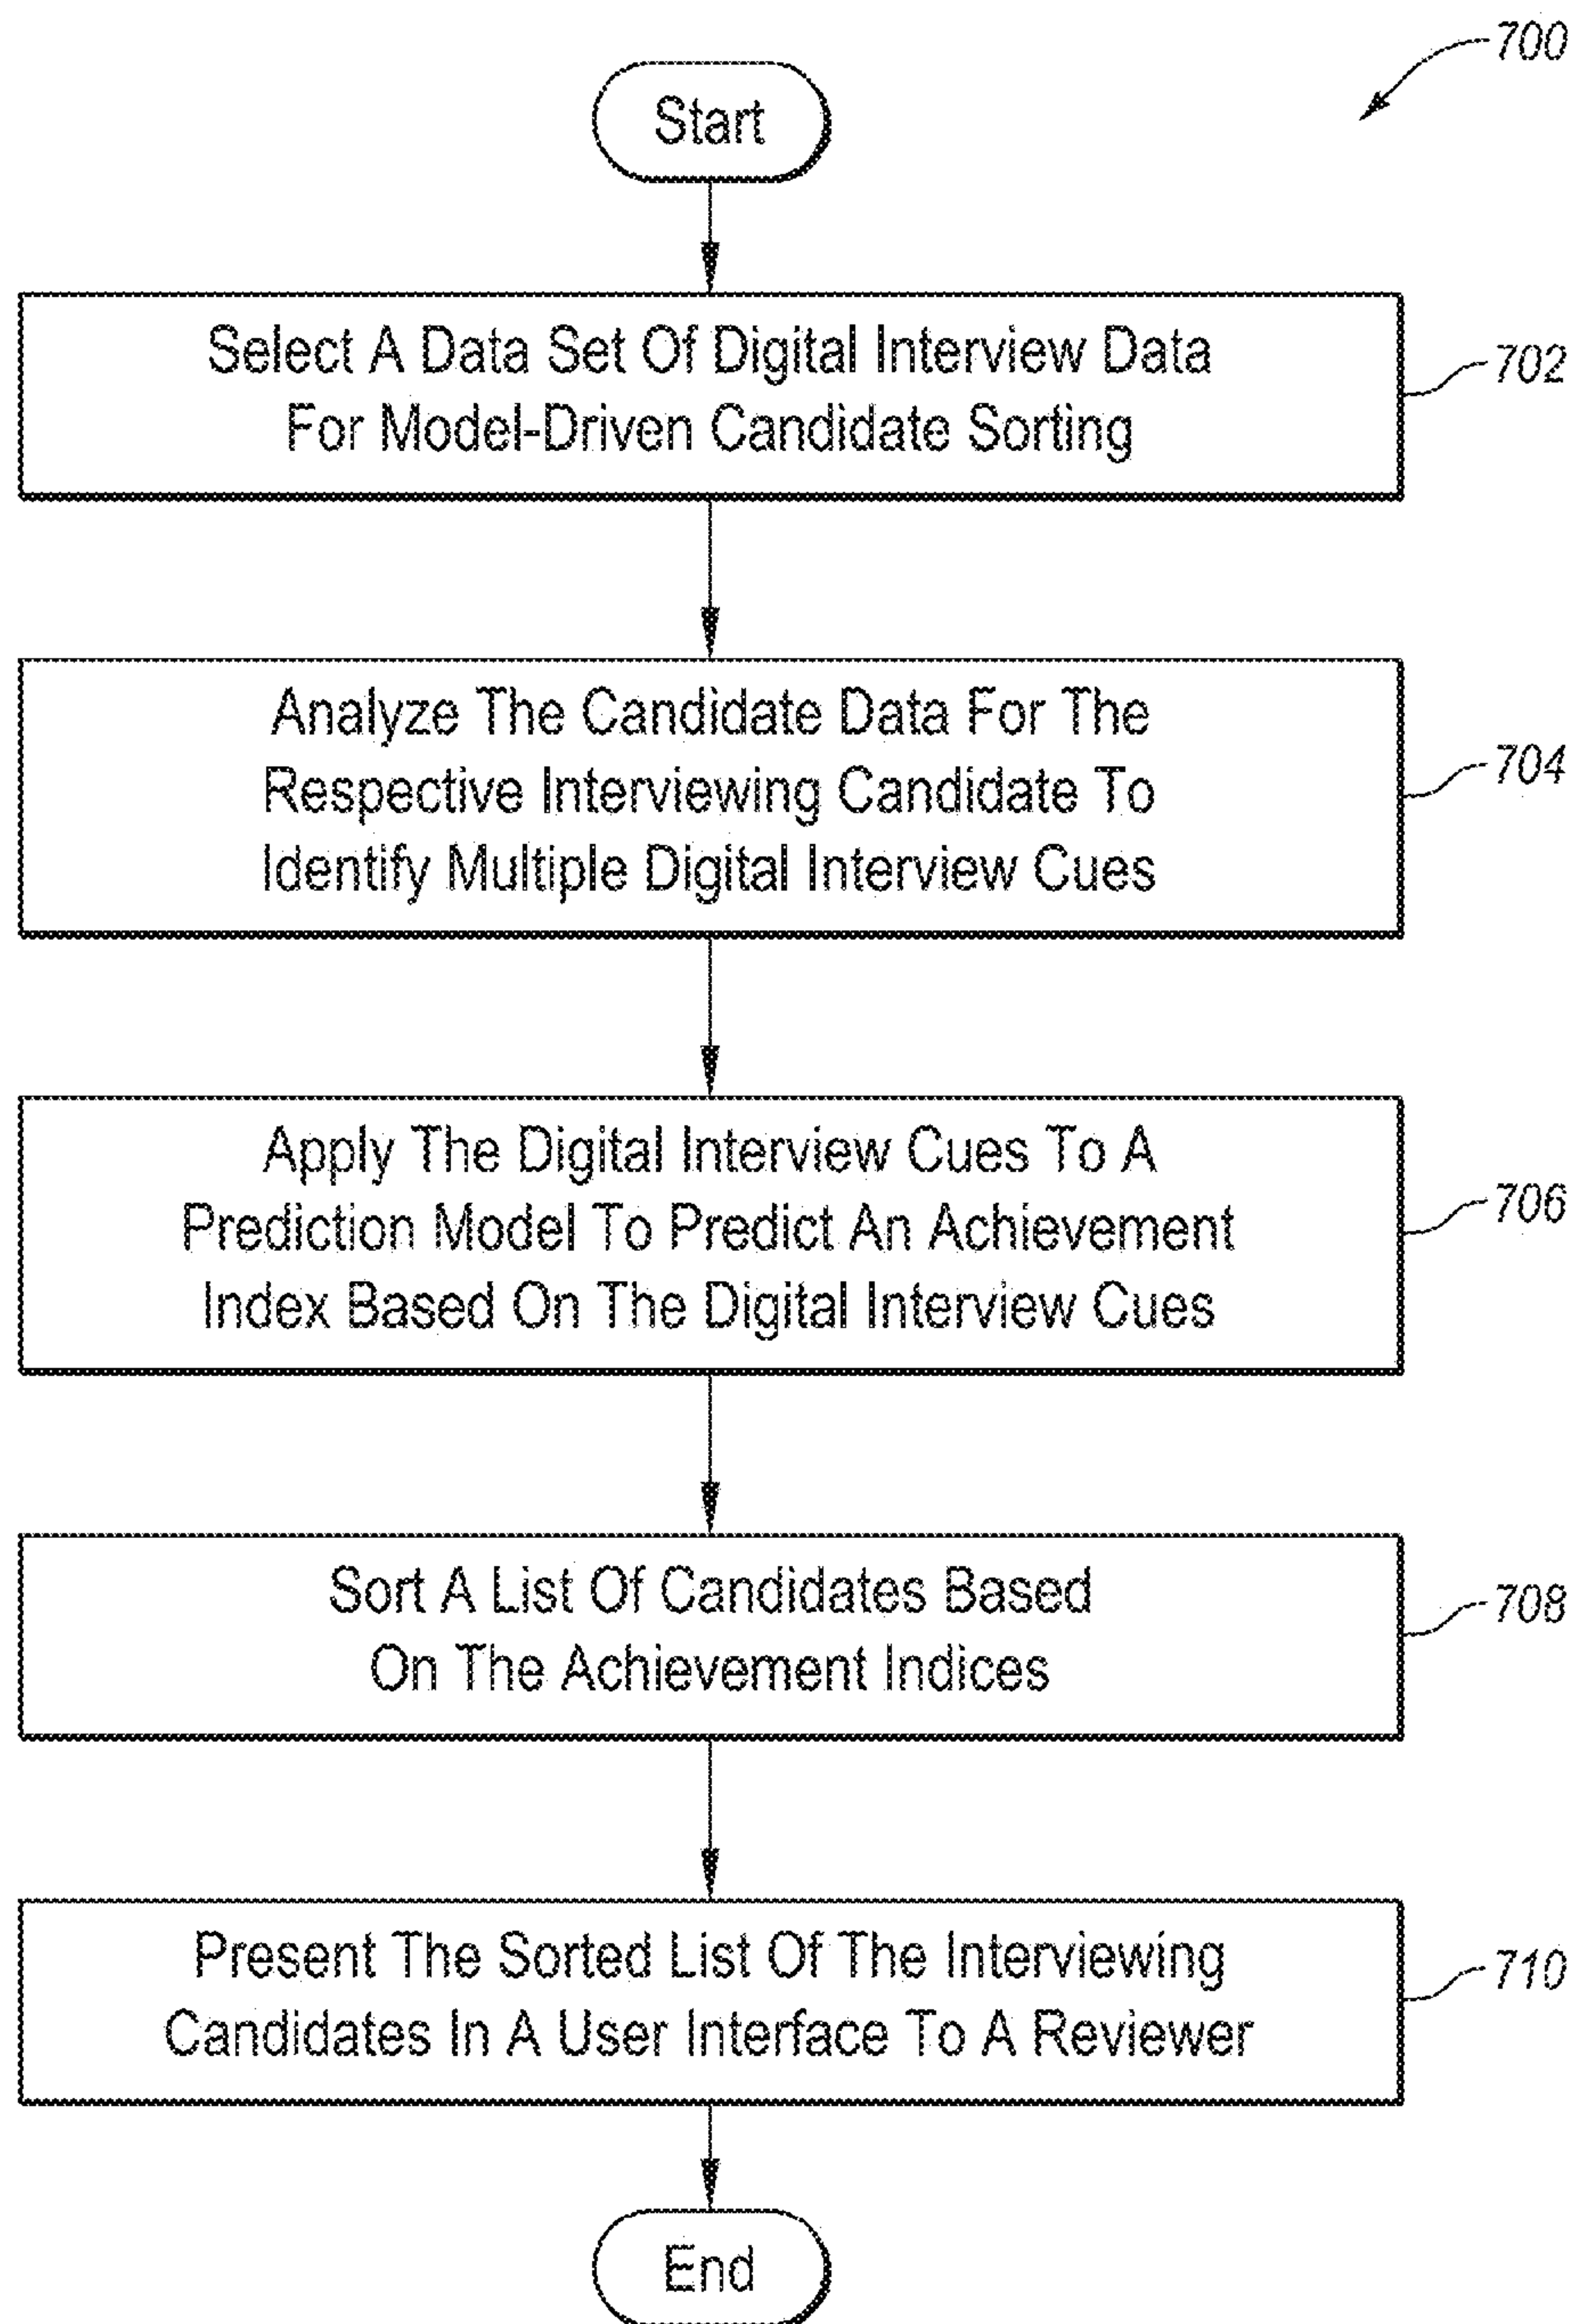 700
Start
Select A Data Set Of Digital Interview Data
For Model-Driven Candidate Sorting
702
Analyze The Candidate Data For The
Respective Interviewing Candidate To
Identify Multiple Digital Interview Cues
704
Apply The Digital Interview Cues To A
Prediction Model To Predict An Achievement
Index Based On The Digital Interview Cues
706
Sort A List Of Candidates Based
On The Achievement Indices
708
Present The Sorted List Of The Interviewing
Candidates In A User Interface To A Reviewer
710
End